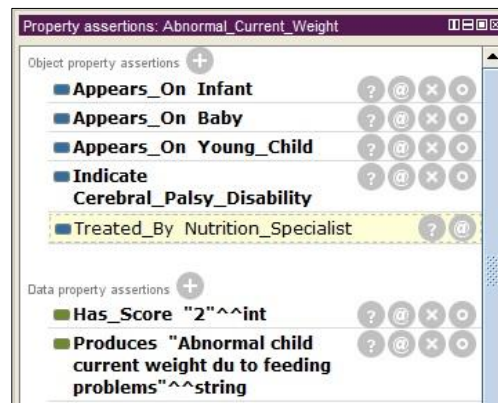 Property assertions: Abnormal_Current_Weight
Object property assertions
Appears_On Infant
Appears_On Baby
Appears_On Young_Child
Indicate
Cerebral_Palsy_Disability
Treated_By Nutrition_Specialist
Data property assertions
Has_Score "2"^^int
Produces "Abnormal child
current weight du to feeding
problems"^^string